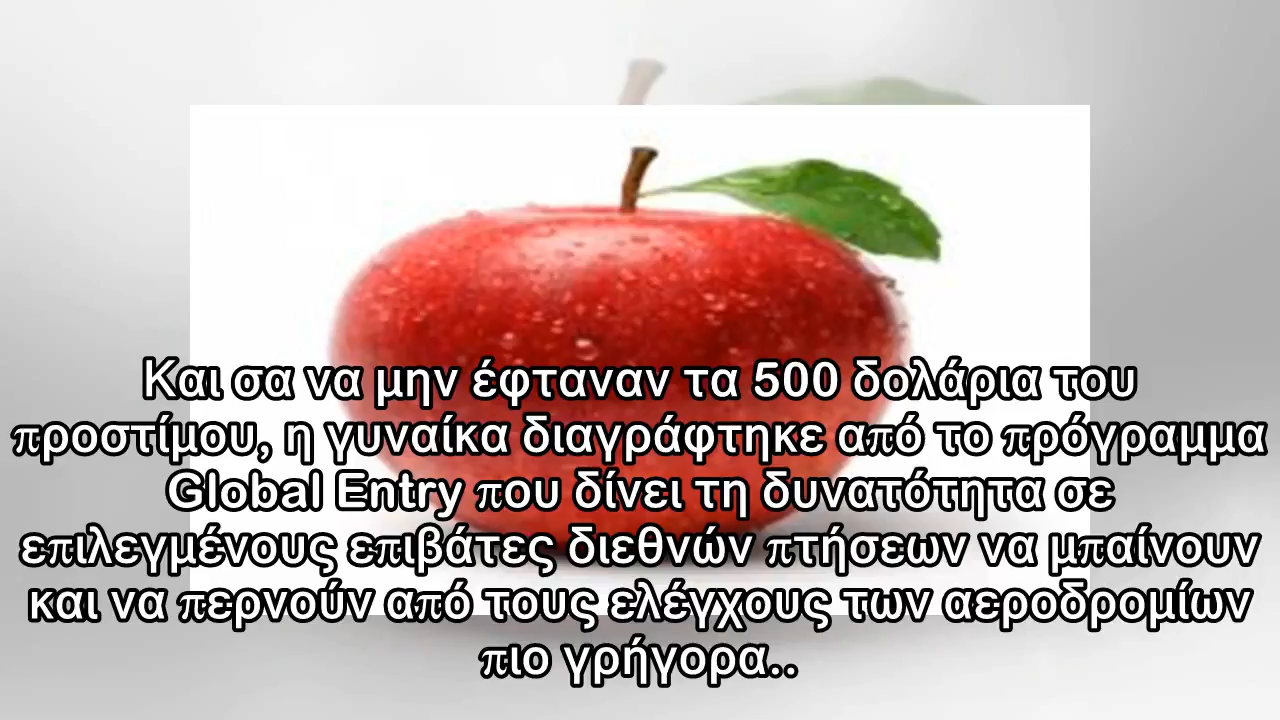 Και σα να μην έφταναν τα 500 δολάρια του
προστίμου, η γυναίκα διαγράφτηκε από το πρόγραμμα
Global Entry που δίνει τη δυνατότητα σε
επιλεγμένους επιβάτες διεθνών πτήσεων να μπαίνουν
και να περνούν από τους ελέγχους των αεροδρομίων
πιο γρήγορα..